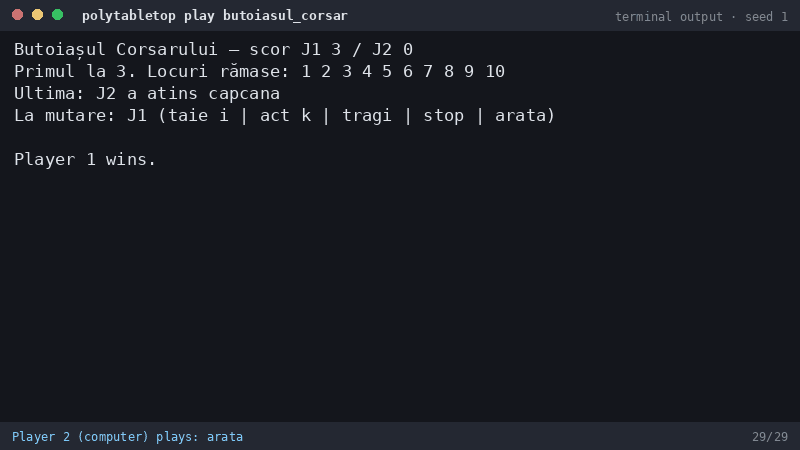 polytabletop play butoiasul_corsar
terminal output · seed 1
Butoiașul Corsarului — scor J1 3 / J2 0
Primul la 3. Locuri rămase: 1 2 3 4 5 6 7 8 9 10
Ultima: J2 a atins capcana
La mutare: J1 (taie i | act k | tragi | stop | arata)
Player 1 wins.
Player 2 (computer) plays: arata
29/29